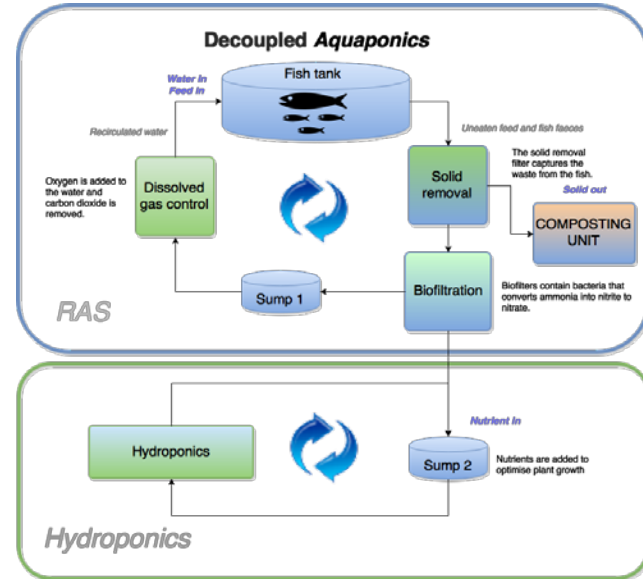 Decoupled Aquaponics
Water in
Feed in
Fish tank
Recirculated water
Uneaten feed and fish faeces
Oxygen is added to
the water and
carbon dioxide is
removed.
Dissolved
gas control
Solid
removal
The solid removal
filter captures the
waste from the fish.
Solid out
COMPOSTING
UNIT
Sump 1
Biofiltration
Biofilters contain bacteria that
converts ammonia into nitrite to
nitrate.
RAS
Nutrient in
Hydroponics
Sump 2
Nutrients are added to
optimise plant growth
Hydroponics